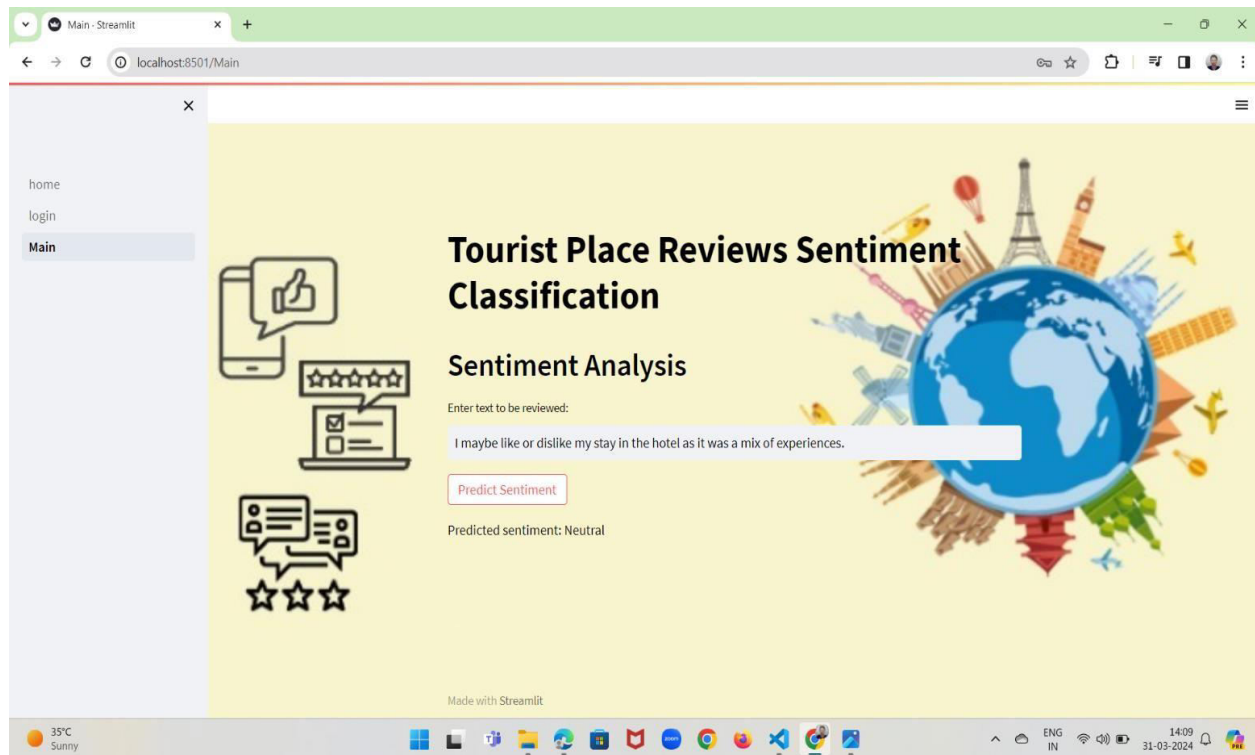 Main - Streamlit
localhost:8501/Main
home
login
Main
Tourist Place Reviews Sentiment
Classification
Sentiment Analysis
Enter text to be reviewed:
I maybe like or dislike my stay in the hotel as it was a mix of experiences.
Predict Sentiment
Predicted sentiment: Neutral
Made with Streamlit
35°C
Sunny
ENG
IN
14:09
31-03-2024